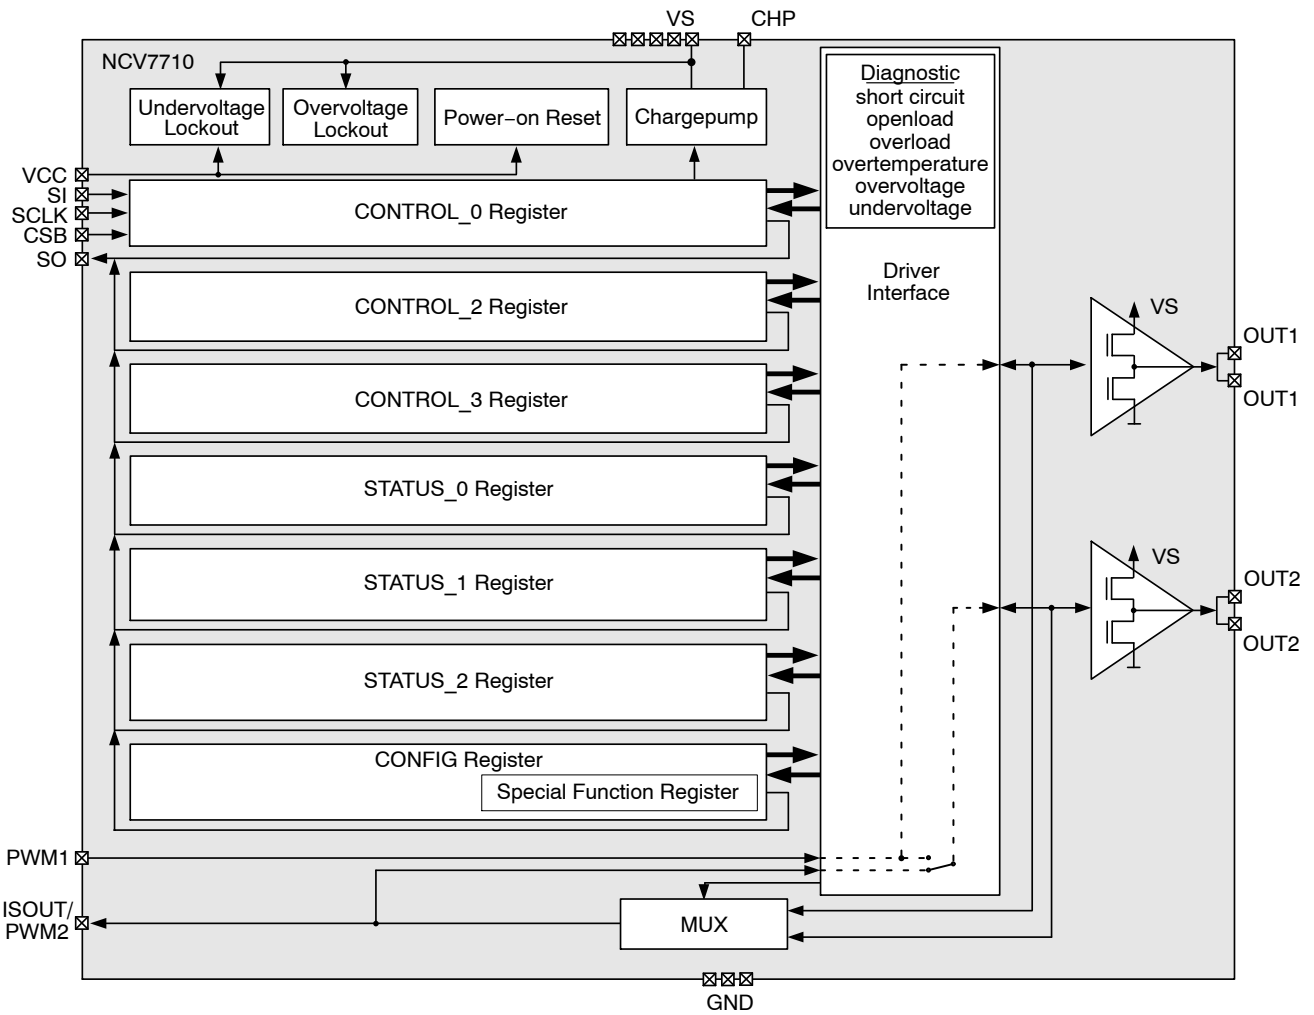 VS
CHP
NCV7710
Undervoltage
Lockout
Overvoltage
Lockout
Power−on Reset
Chargepump
Diagnostic
short circuit
openload
overload
overtemperature
overvoltage
undervoltage
VCC
SI
SCLK
CSB
SO
CONTROL_0 Register
CONTROL_2 Register
CONTROL_3 Register
STATUS_0 Register
STATUS_1 Register
STATUS_2 Register
CONFIG Register
Special Function Register
Driver
Interface
VS
OUT1
OUT1
VS
OUT2
OUT2
PWM1
ISOUT/
PWM2
MUX
GND